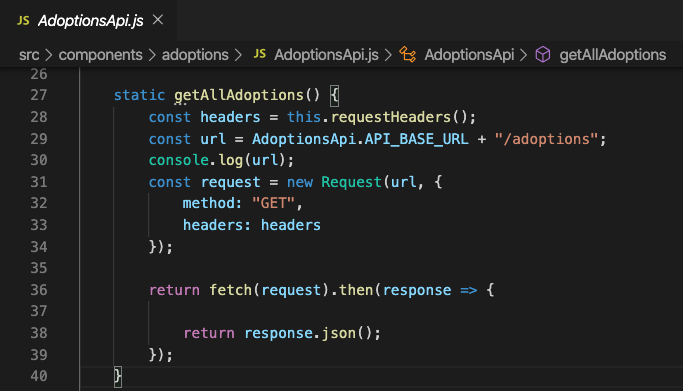 JS AdoptionsApi.js ×
src > components > adoptions > JS AdoptionsApi.js > AdoptionsApi > getAllAdoptions
26
27 static getAllAdoptions() {
28 const headers = this.requestHeaders();
29 const url = AdoptionsApi.API_BASE_URL + "/adoptions";
30 console.log(url);
31 const request = new Request(url, {
32 method: "GET",
33 headers: headers
34 });
35
36 return fetch(request).then(response => {
37
38 return response.json();
39 });
40 }